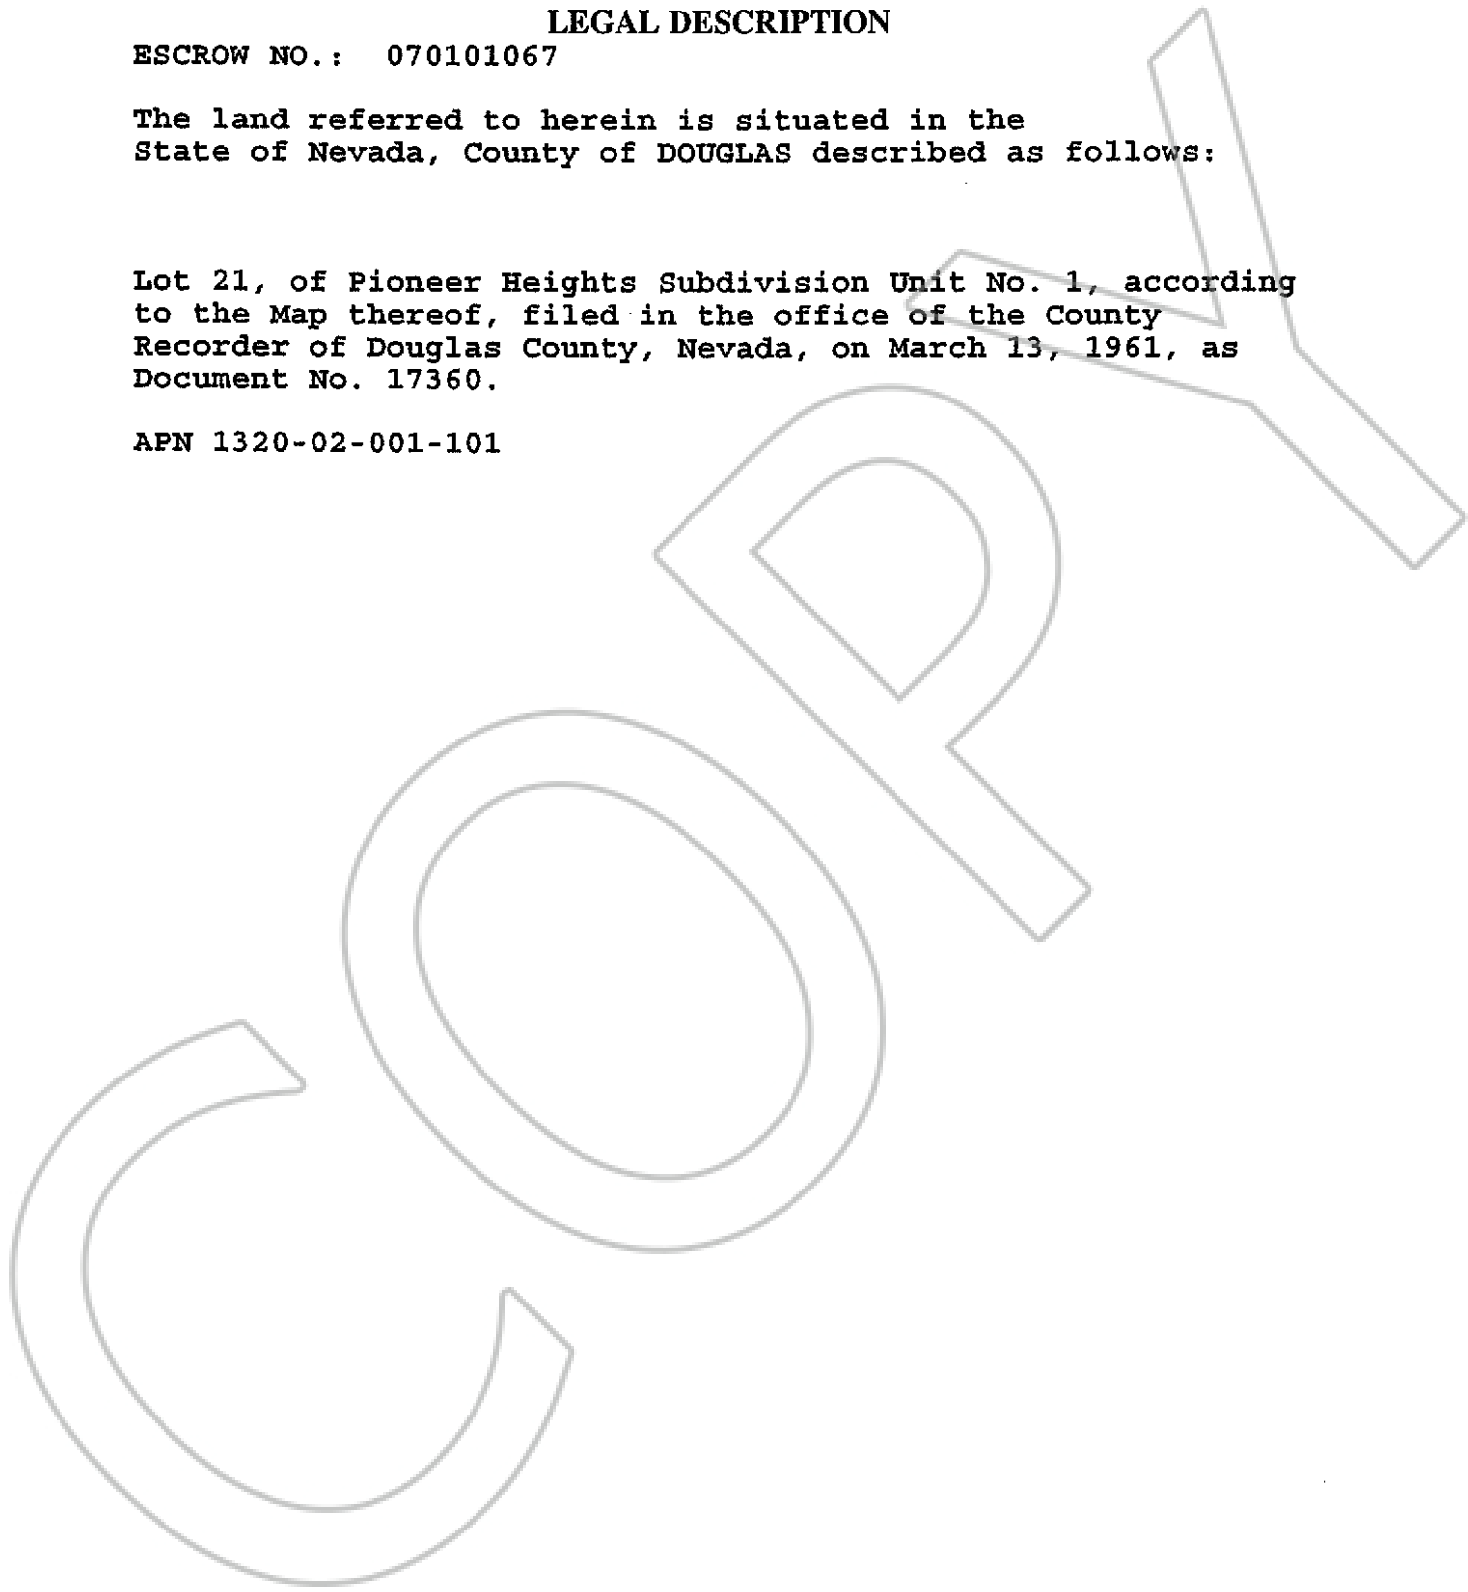 LEGAL DESCRIPTION
ESCROW NO.: 070101067
The land referred to herein is situated in the
State of Nevada, County of DOUGLAS described as follows:
Lot 21, of Pioneer Heights Subdivision Unit No. 1, according
to the Map thereof, filed in the office of the County
Recorder of Douglas County, Nevada, on March 13, 1961, as
Document No. 17360.
APN 1320-02-001-101
COPY